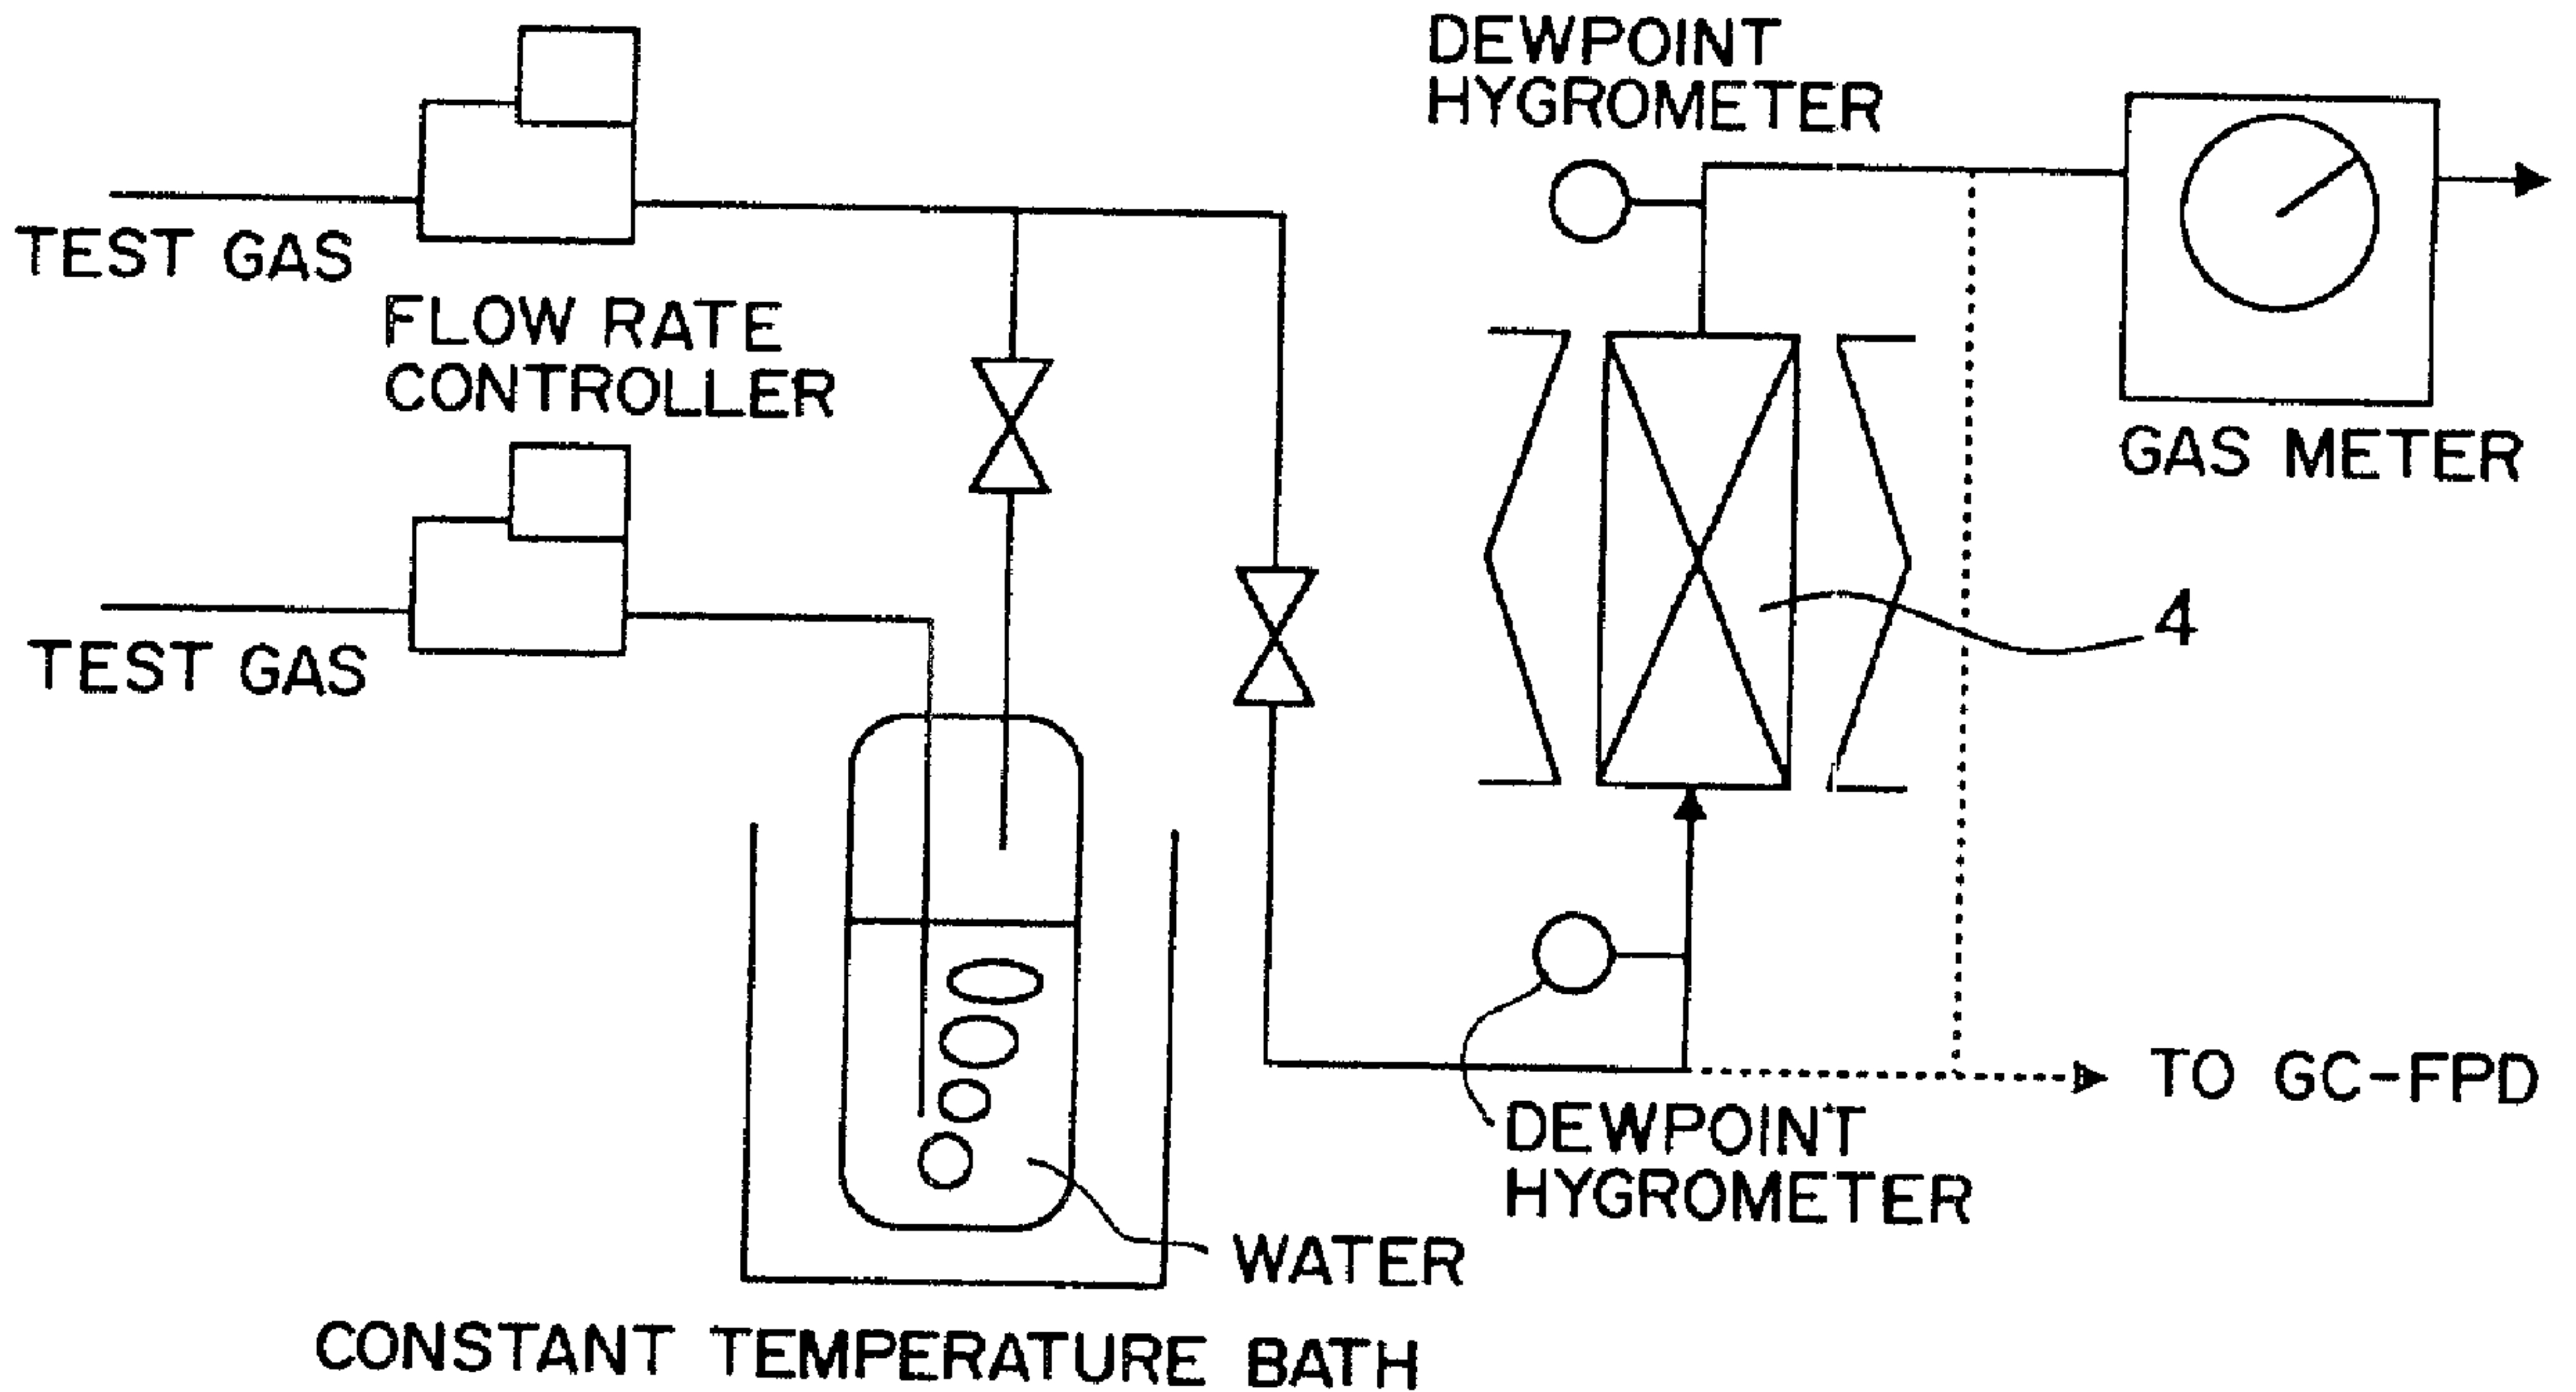 DEWPOINT
HYGROMETER
TEST GAS
FLOW RATE
CONTROLLER
GAS METER
TEST GAS
4
TO GC-FPD
DEWPOINT
HYGROMETER
WATER
CONSTANT TEMPERATURE BATH